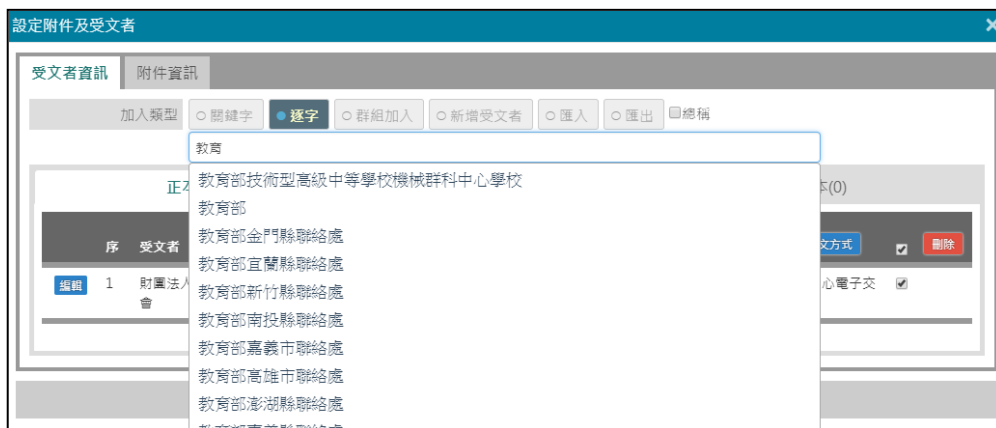 設定附件及受文者
受文者資訊 附件資訊
加入類型 關鍵字 逐字 群組加入 新增受文者 匯入 匯出 總稱
教育
教育部技術型高級中等學校機械群科中心學校
正 (0)
教育部
教育部金門縣聯絡處
序 受文者 文方式 刪除
教育部宜蘭縣聯絡處
編輯 1 財團法人 心電子交
教育部新竹縣聯絡處
會
教育部南投縣聯絡處
教育部嘉義市聯絡處
教育部高雄市聯絡處
教育部澎湖縣聯絡處